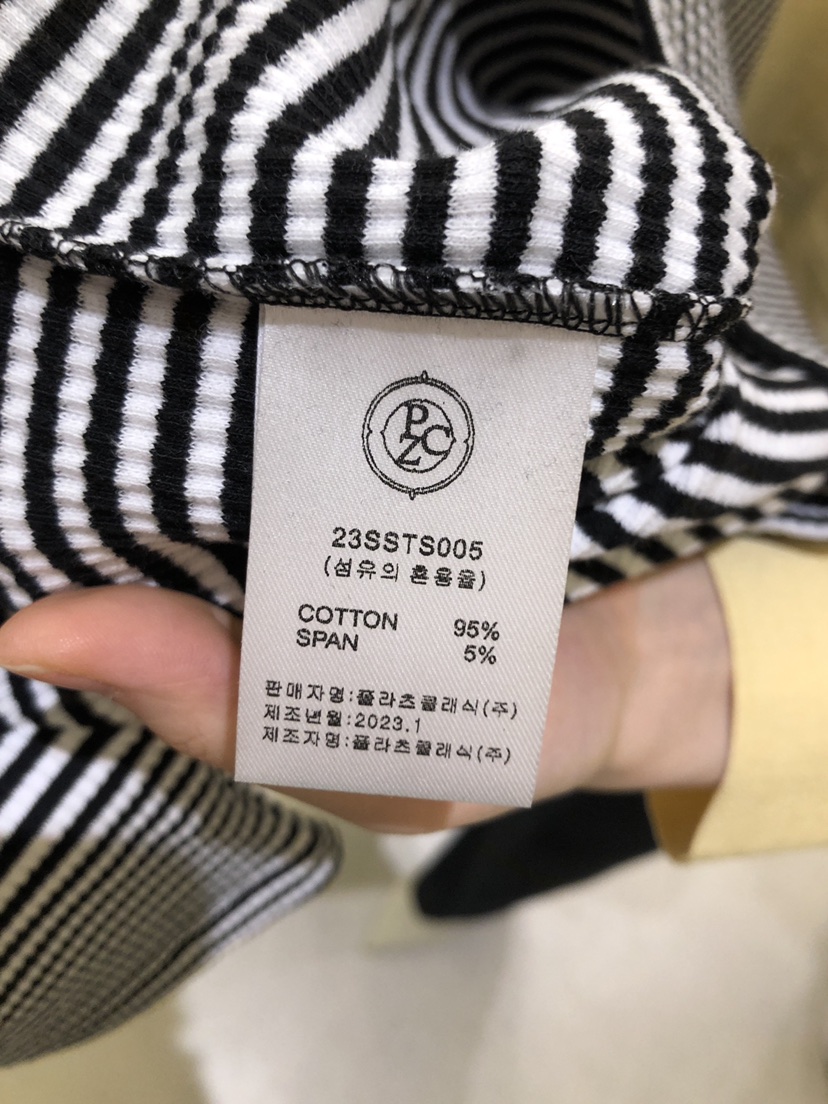 PZC
23SSTS005
(섬유의 혼용율)
COTTON 95%
SPAN 5%
판매자명:플라츠클래식(주)
제조년월:2023.1
제조자명:플라츠클래식(주)